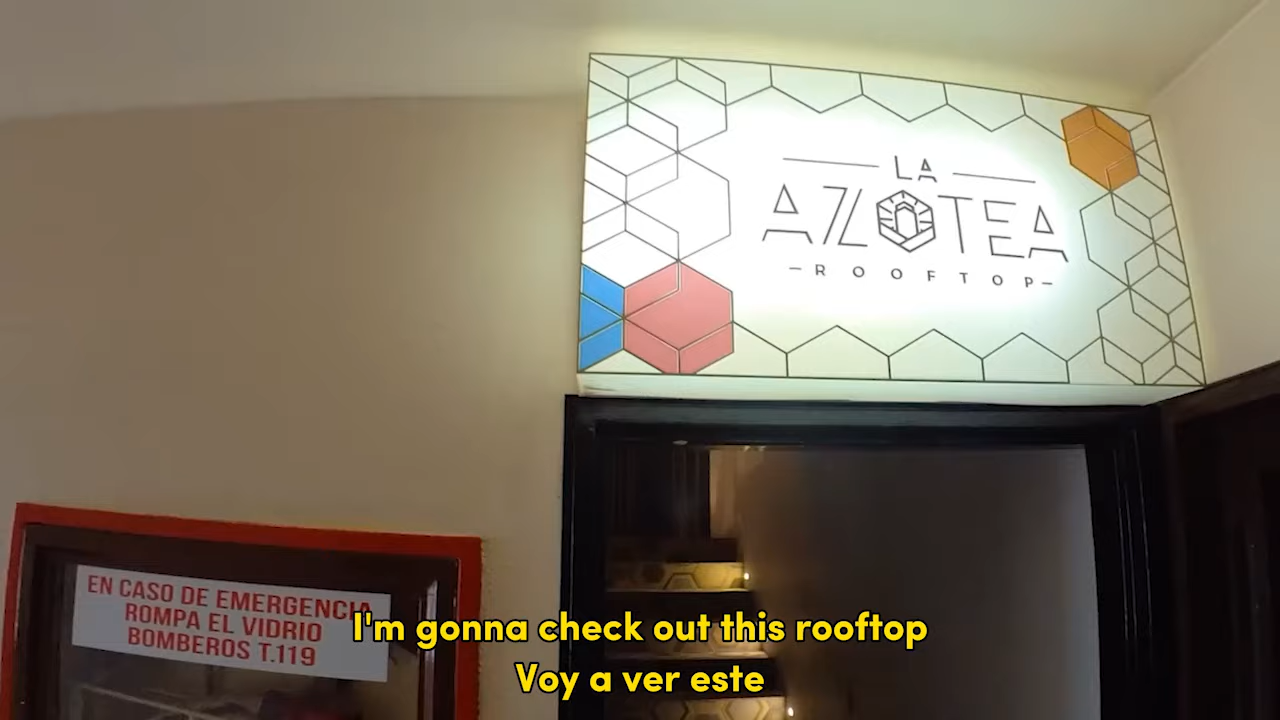 LA
AZOTEA
ROOFTOP
EN CASO DE EMERGENCIA
ROMPA EL VIDRIO
BOMBEROS T.119
I'm gonna check out this rooftop
Voy a ver este